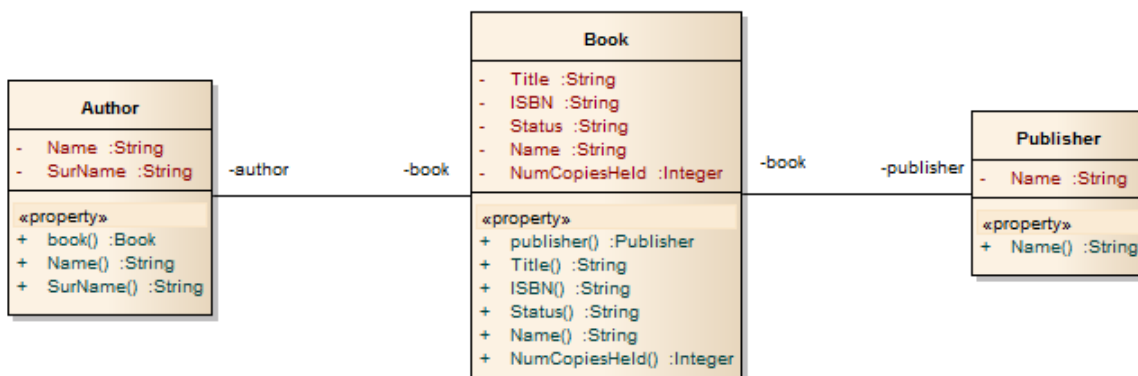 Author
- Name :String
- SurName :String
«property»
+ book() :Book
+ Name() :String
+ SurName() :String
-author
-book
Book
- Title :String
- ISBN :String
- Status :String
- Name :String
- NumCopiesHeld :Integer
«property»
+ publisher() :Publisher
+ Title() :String
+ ISBN() :String
+ Status() :String
+ Name() :String
+ NumCopiesHeld() :Integer
-book
-publisher
Publisher
- Name :String
«property»
+ Name() :String